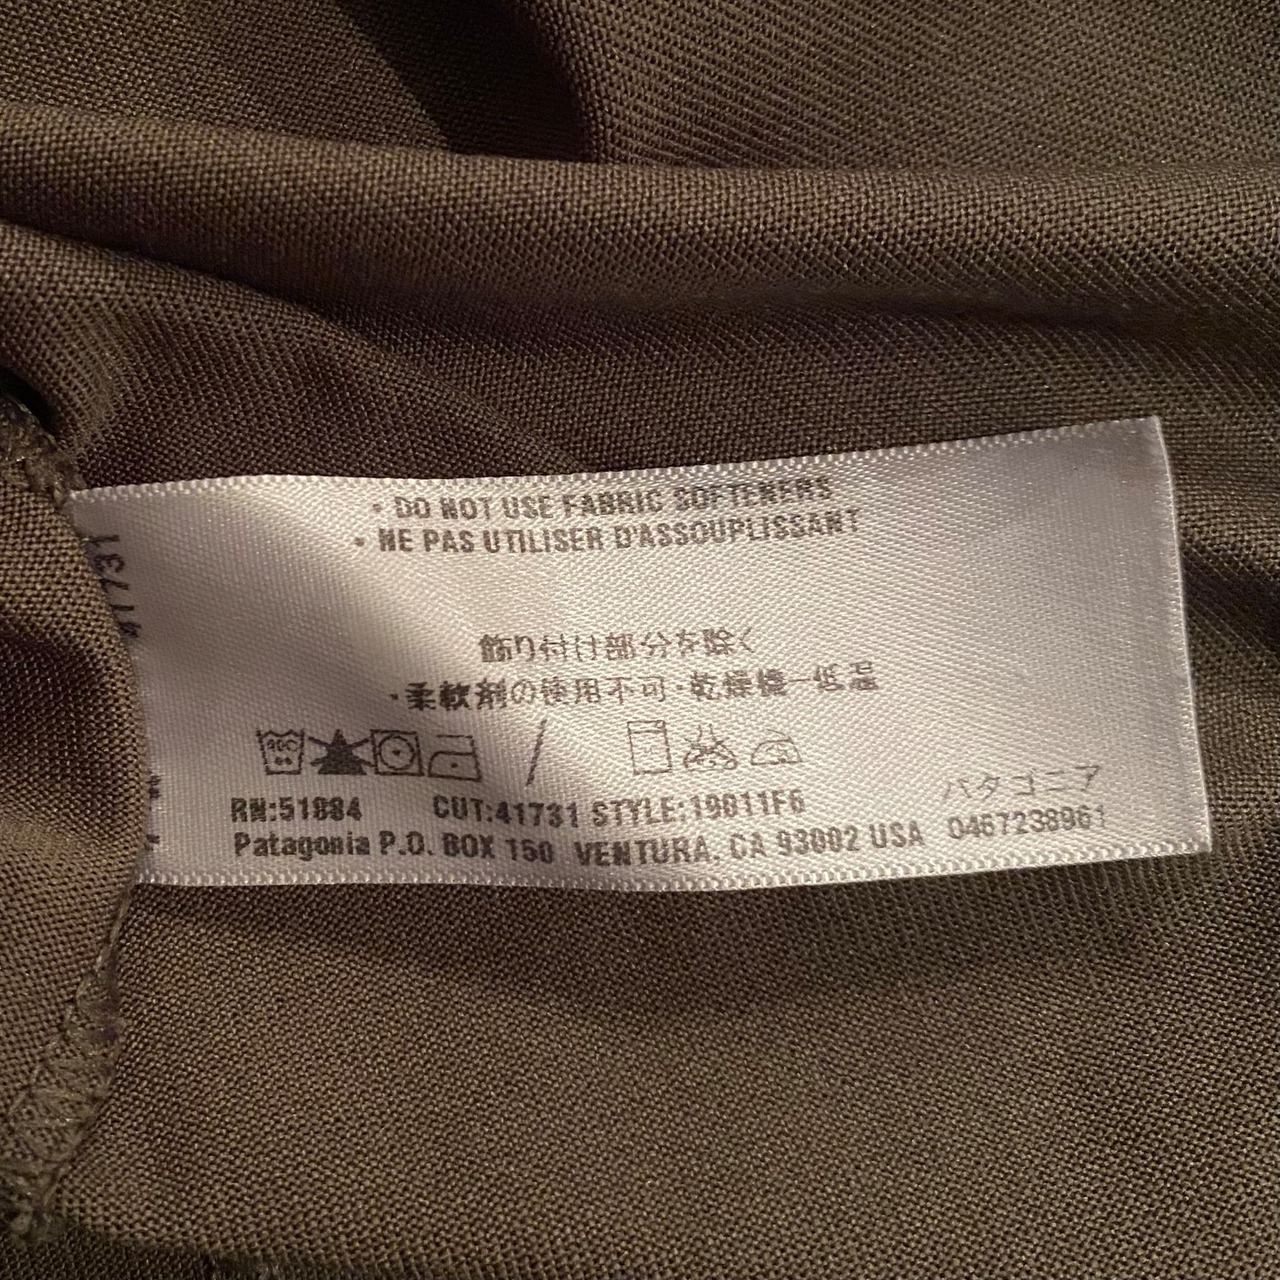 • DO NOT USE FABRIC SOFTENERS
• NE PAS UTILISER D'ASSOUPLISSANT
飾り付け部分を除く
・柔軟剤の使用不可・乾燥機ー低温
RN:51884 CUT:41731 STYLE:19811F6
パタゴニア
Patagonia P.O. BOX 150 VENTURA, CA 93002 USA 0467238961
41731